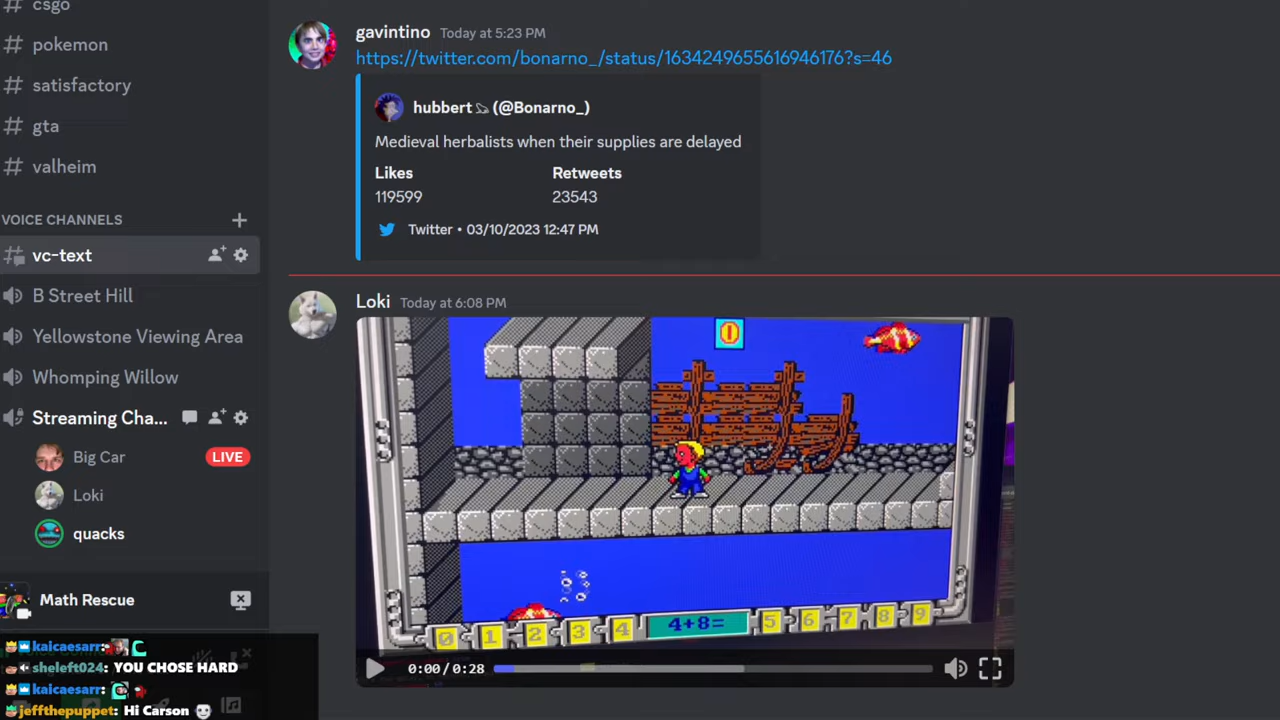 csgo
# pokemon
# satisfactory
# gta
# valheim
VOICE CHANNELS +
vc-text
B Street Hill
Yellowstone Viewing Area
Whomping Willow
Streaming Cha...
Big Car LIVE
Loki
quacks
Math Rescue
kaicaesarr:
sheleft024: YOU CHOSE HARD
kaicaesarr:
jeffthepuppet: Hi Carson
gavintino Today at 5:23 PM
https://twitter.com/bonarno_/status/1634249655616946176?s=46
hubbert (@Bonarno_)
Medieval herbalists when their supplies are delayed
Likes Retweets
119599 23543
Twitter • 03/10/2023 12:47 PM
Loki Today at 6:08 PM
0 1 2 3 4 4+8= 5 6 7 8 9
0:00 / 0:28